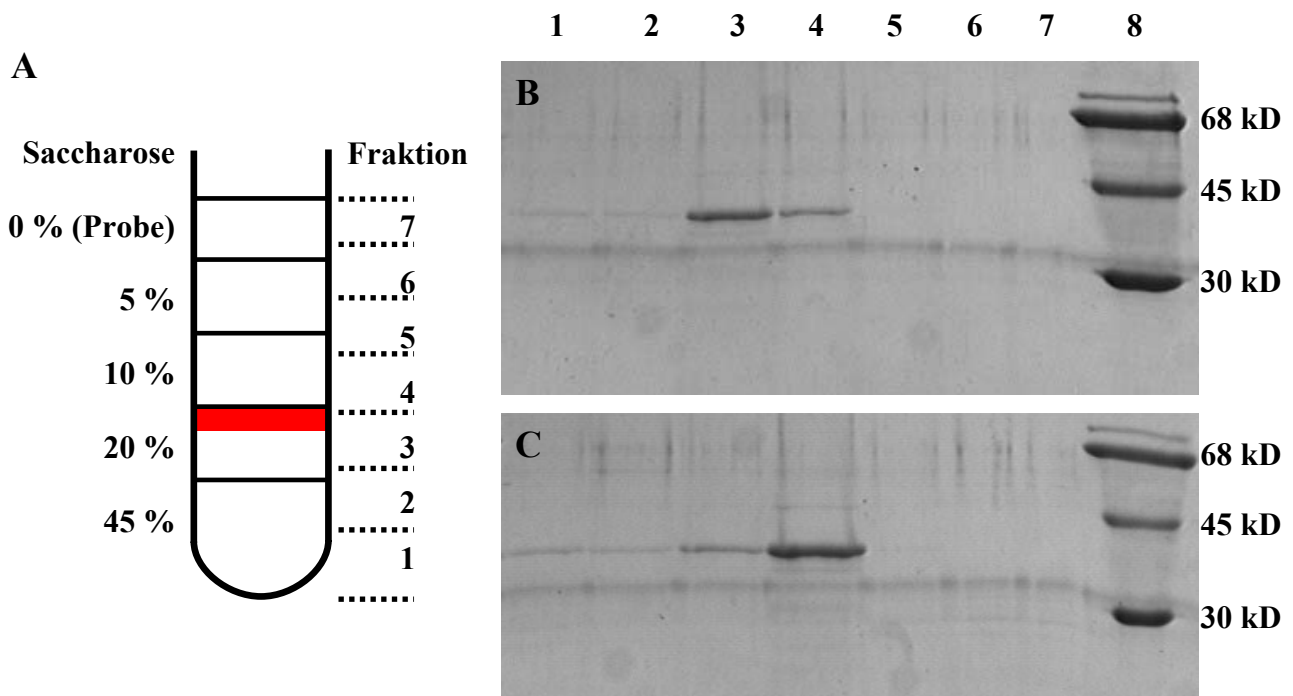 1 2 3 4 5 6 7 8
A
Saccharose Fraktion
0 % (Probe) 7
5 % 6
5
10 % 4
20 % 3
45 % 2
1
B
68 kD
45 kD
30 kD
C
68 kD
45 kD
30 kD